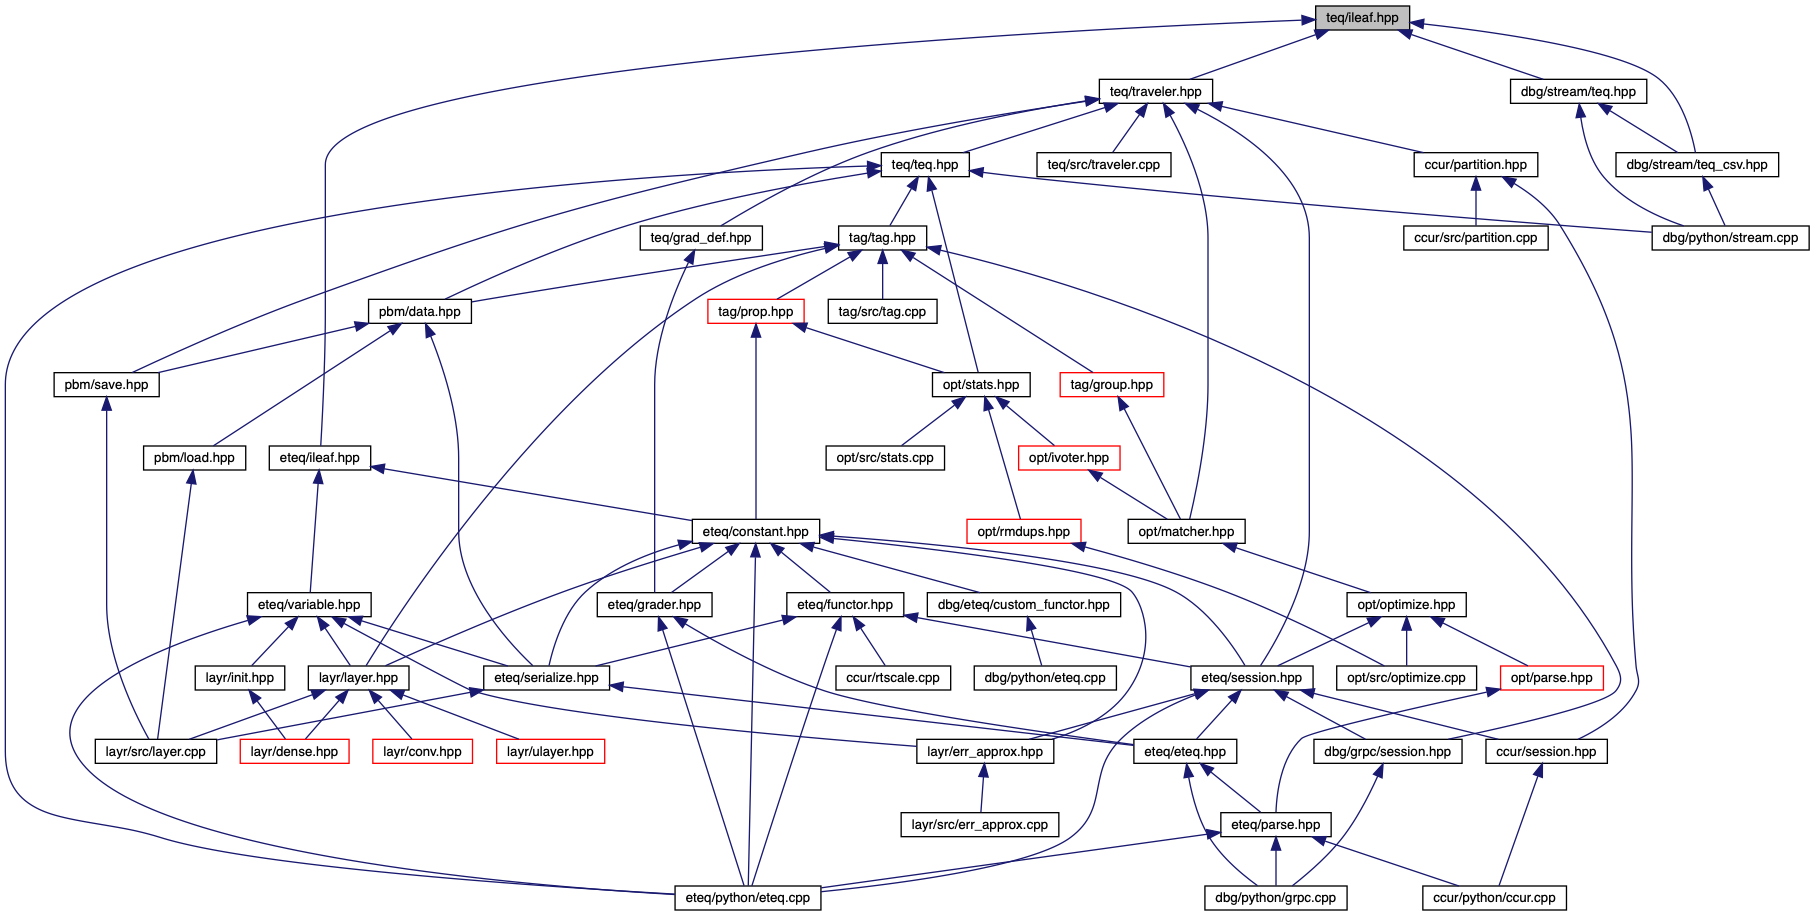 teq/ileaf.hpp
teq/traveler.hpp
dbg/stream/teq.hpp
teq/teq.hpp
teq/src/traveler.cpp
ccur/partition.hpp
dbg/stream/teq_csv.hpp
teq/grad_def.hpp
tag/tag.hpp
ccur/src/partition.cpp
dbg/python/stream.cpp
pbm/data.hpp
tag/prop.hpp
tag/src/tag.cpp
pbm/save.hpp
opt/stats.hpp
tag/group.hpp
pbm/load.hpp
eteq/ileaf.hpp
opt/src/stats.cpp
opt/ivoter.hpp
eteq/constant.hpp
opt/rmdups.hpp
opt/matcher.hpp
eteq/variable.hpp
eteq/grader.hpp
eteq/functor.hpp
dbg/eteq/custom_functor.hpp
opt/optimize.hpp
layr/init.hpp
layr/layer.hpp
eteq/serialize.hpp
ccur/rtscale.cpp
dbg/python/eteq.cpp
eteq/session.hpp
opt/src/optimize.cpp
opt/parse.hpp
layr/src/layer.cpp
layr/dense.hpp
layr/conv.hpp
layr/ulayer.hpp
layr/err_approx.hpp
eteq/eteq.hpp
dbg/grpc/session.hpp
ccur/session.hpp
layr/src/err_approx.cpp
eteq/parse.hpp
eteq/python/eteq.cpp
dbg/python/grpc.cpp
ccur/python/ccur.cpp